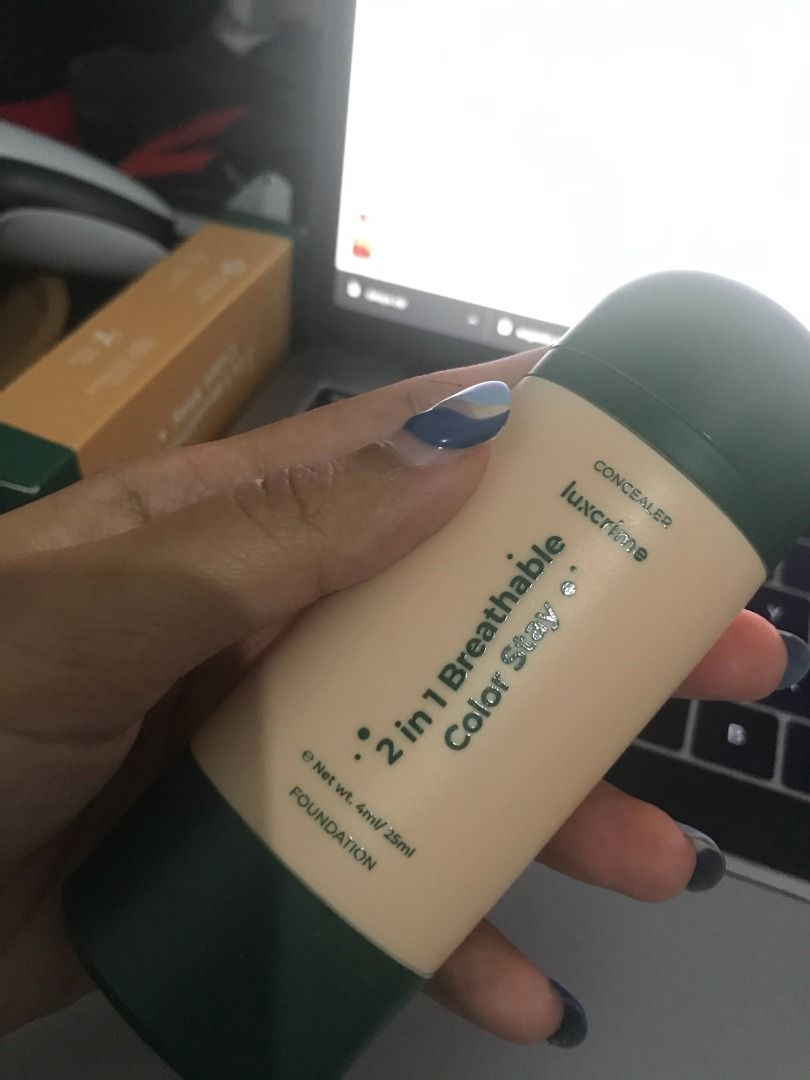 CONCEALER
luxcrime
2 in 1 Breathable
Color Stay
℮ Net wt. 4ml/ 25ml
FOUNDATION